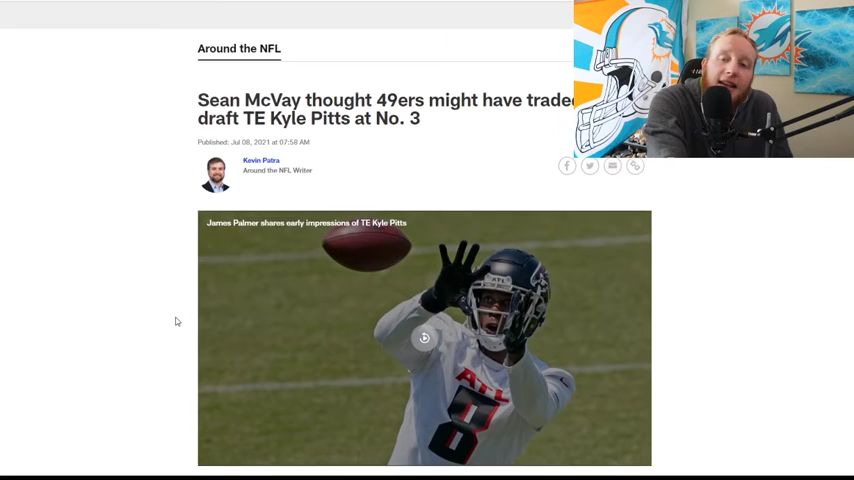 Around the NFL
Sean McVay thought 49ers might have traded
draft TE Kyle Pitts at No. 3
Published: Jul 08, 2021 at 07:58 AM
Kevin Patra
Around the NFL Writer
James Palmer shares early impressions of TE Kyle Pitts
ATL
ATL
8